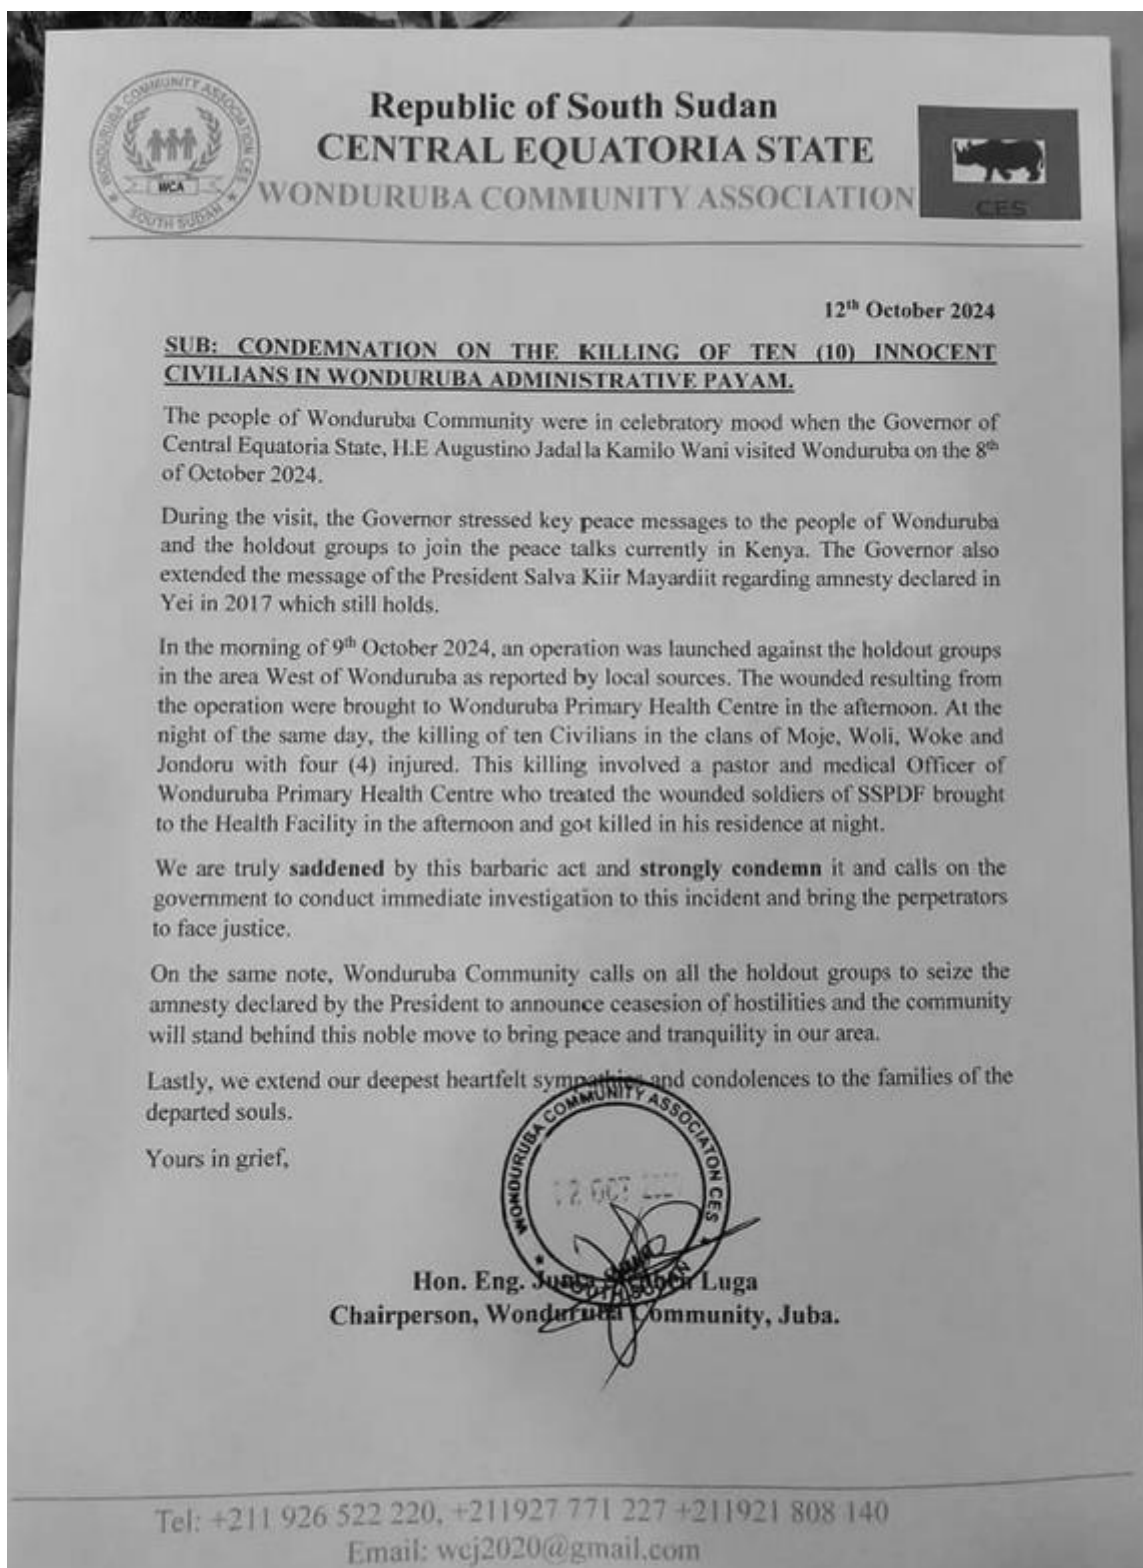 Republic of South Sudan
CENTRAL EQUATORIA STATE
WONDURUBA COMMUNITY ASSOCIATION
WONDURUBA COMMUNITY ASSOCIATION CES
WCA
SOUTH SUDAN
CES
12th October 2024
SUB: CONDEMNATION ON THE KILLING OF TEN (10) INNOCENT
CIVILIANS IN WONDURUBA ADMINISTRATIVE PAYAM.
The people of Wonduruba Community were in celebratory mood when the Governor of
Central Equatoria State, H.E Augustino Jadalla Kamilo Wani visited Wonduruba on the 8th
of October 2024.
During the visit, the Governor stressed key peace messages to the people of Wonduruba
and the holdout groups to join the peace talks currently in Kenya. The Governor also
extended the message of the President Salva Kiir Mayardiit regarding amnesty declared in
Yei in 2017 which still holds.
In the morning of 9th October 2024, an operation was launched against the holdout groups
in the area West of Wonduruba as reported by local sources. The wounded resulting from
the operation were brought to Wonduruba Primary Health Centre in the afternoon. At the
night of the same day, the killing of ten Civilians in the clans of Moje, Woli, Woke and
Jondoru with four (4) injured. This killing involved a pastor and medical Officer of
Wonduruba Primary Health Centre who treated the wounded soldiers of SSPDF brought
to the Health Facility in the afternoon and got killed in his residence at night.
We are truly saddened by this barbaric act and strongly condemn it and calls on the
government to conduct immediate investigation to this incident and bring the perpetrators
to face justice.
On the same note, Wonduruba Community calls on all the holdout groups to seize the
amnesty declared by the President to announce ceasesion of hostilities and the community
will stand behind this noble move to bring peace and tranquility in our area.
Lastly, we extend our deepest heartfelt sympathies and condolences to the families of the
departed souls.
Yours in grief,
WONDURUBA COMMUNITY ASSOCIATON CES
OCT
SOUTH SUDAN
Hon. Eng. Luga
Chairperson, Wonduruba Community, Juba.
Tel: +211 926 522 220, +211927 771 227 +211921 808 140
Email: wcj2020@gmail.com